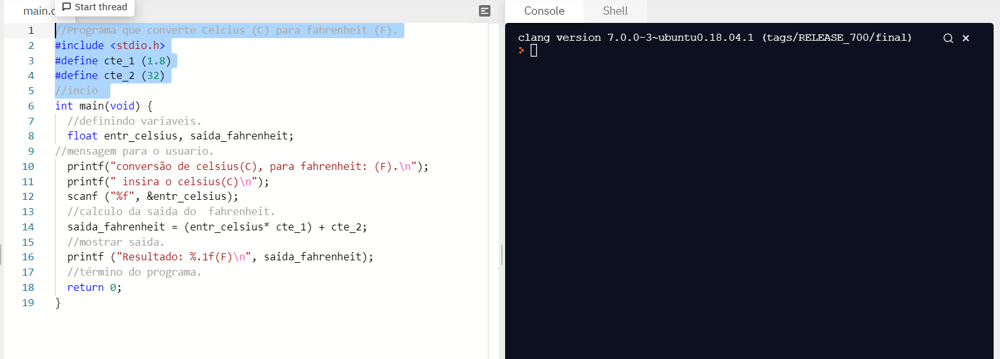 main.c
Start thread
1 //Programa que converte Celcius (C) para fahrenheit (F).
2 #include <stdio.h>
3 #define cte_1 (1.8)
4 #define cte_2 (32)
5 //incio
6 int main(void) {
7 //definindo variaveis.
8 float entr_celsius, saida_fahrenheit;
9 //mensagem para o usuario.
10 printf("conversão de celsius(C), para fahrenheit: (F).\n");
11 printf(" insira o celsius(C)\n");
12 scanf ("%f", &entr_celsius);
13 //calculo da saida do  fahrenheit.
14 saida_fahrenheit = (entr_celsius* cte_1) + cte_2;
15 //mostrar saida.
16 printf ("Resultado: %.1f(F)\n", saida_fahrenheit);
17 //término do programa.
18 return 0;
19 }
Console Shell
clang version 7.0.0-3~ubuntu0.18.04.1 (tags/RELEASE_700/final)